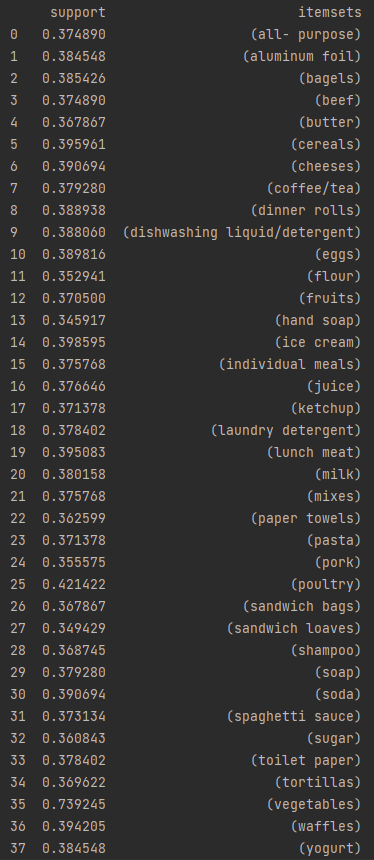 support itemsets
0 0.374890 (all- purpose)
1 0.384548 (aluminum foil)
2 0.385426 (bagels)
3 0.374890 (beef)
4 0.367867 (butter)
5 0.395961 (cereals)
6 0.390694 (cheeses)
7 0.379280 (coffee/tea)
8 0.388938 (dinner rolls)
9 0.388060 (dishwashing liquid/detergent)
10 0.389816 (eggs)
11 0.352941 (flour)
12 0.370500 (fruits)
13 0.345917 (hand soap)
14 0.398595 (ice cream)
15 0.375768 (individual meals)
16 0.376646 (juice)
17 0.371378 (ketchup)
18 0.378402 (laundry detergent)
19 0.395083 (lunch meat)
20 0.380158 (milk)
21 0.375768 (mixes)
22 0.362599 (paper towels)
23 0.371378 (pasta)
24 0.355575 (pork)
25 0.421422 (poultry)
26 0.367867 (sandwich bags)
27 0.349429 (sandwich loaves)
28 0.368745 (shampoo)
29 0.379280 (soap)
30 0.390694 (soda)
31 0.373134 (spaghetti sauce)
32 0.360843 (sugar)
33 0.378402 (toilet paper)
34 0.369622 (tortillas)
35 0.739245 (vegetables)
36 0.394205 (waffles)
37 0.384548 (yogurt)